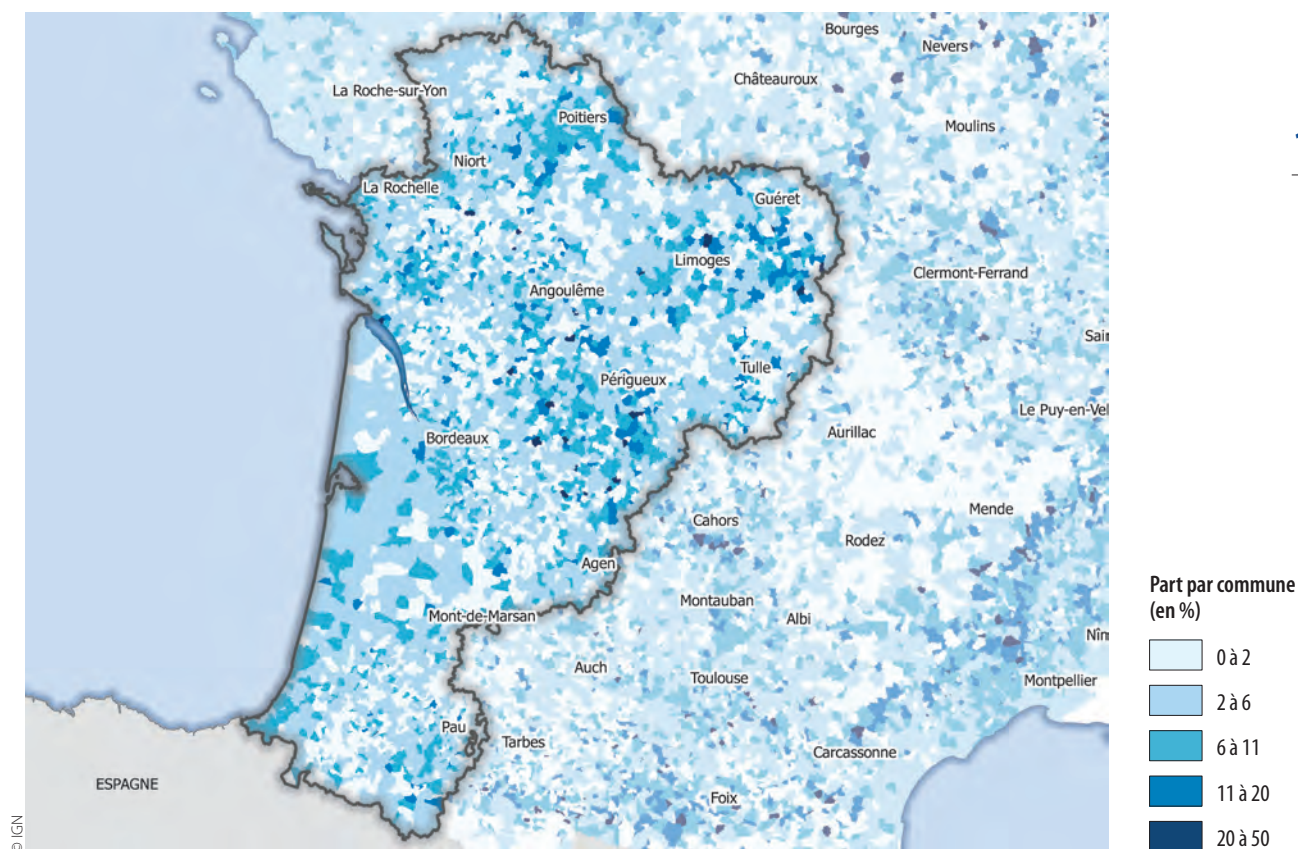 Bourges
Nevers
La Roche-sur-Yon
Châteauroux
Poitiers
Moulins
Niort
La Rochelle
Guéret
Limoges
Clermont-Ferrand
Angoulême
Périgueux
Tulle
Le Puy-en-Vel
Bordeaux
Aurillac
Cahors
Mende
Rodez
Agen
Montauban
Albi
Mont-de-Marsan
Auch
Toulouse
Montpellier
Pau
Tarbes
Carcassonne
ESPAGNE
Foix
© IGN
Part par commune
(en %)
0 à 2
2 à 6
6 à 11
11 à 20
20 à 50